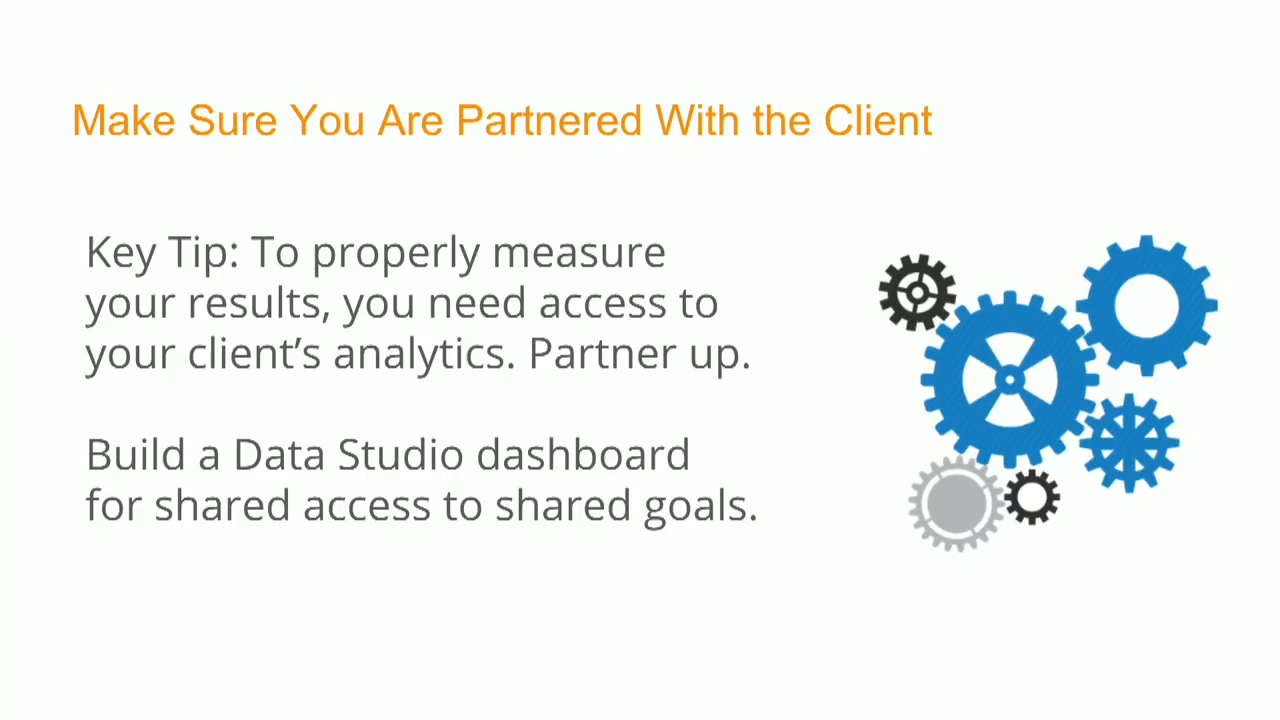 Make Sure You Are Partnered With the Client
Key Tip: To properly measure
your results, you need access to
your client’s analytics. Partner up.
Build a Data Studio dashboard
for shared access to shared goals.